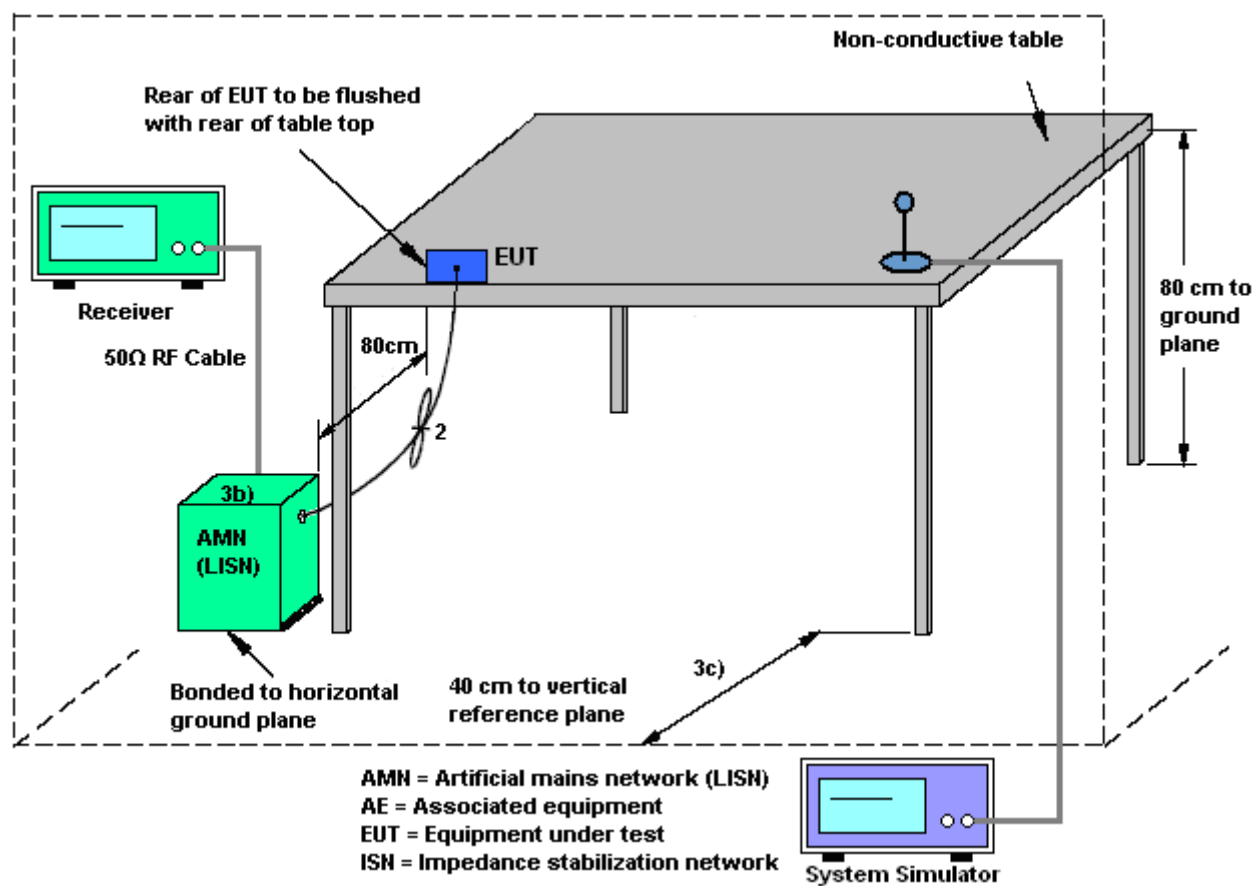 Non-conductive table
Rear of EUT to be flushed
with rear of table top
EUT
Receiver
80 cm to
ground
plane
50Ω RF Cable
80cm
2
3b)
AMN
(LISN)
3c)
Bonded to horizontal
ground plane
40 cm to vertical
reference plane
AMN = Artificial mains network (LISN)
AE = Associated equipment
EUT = Equipment under test
ISN = Impedance stabilization network
System Simulator